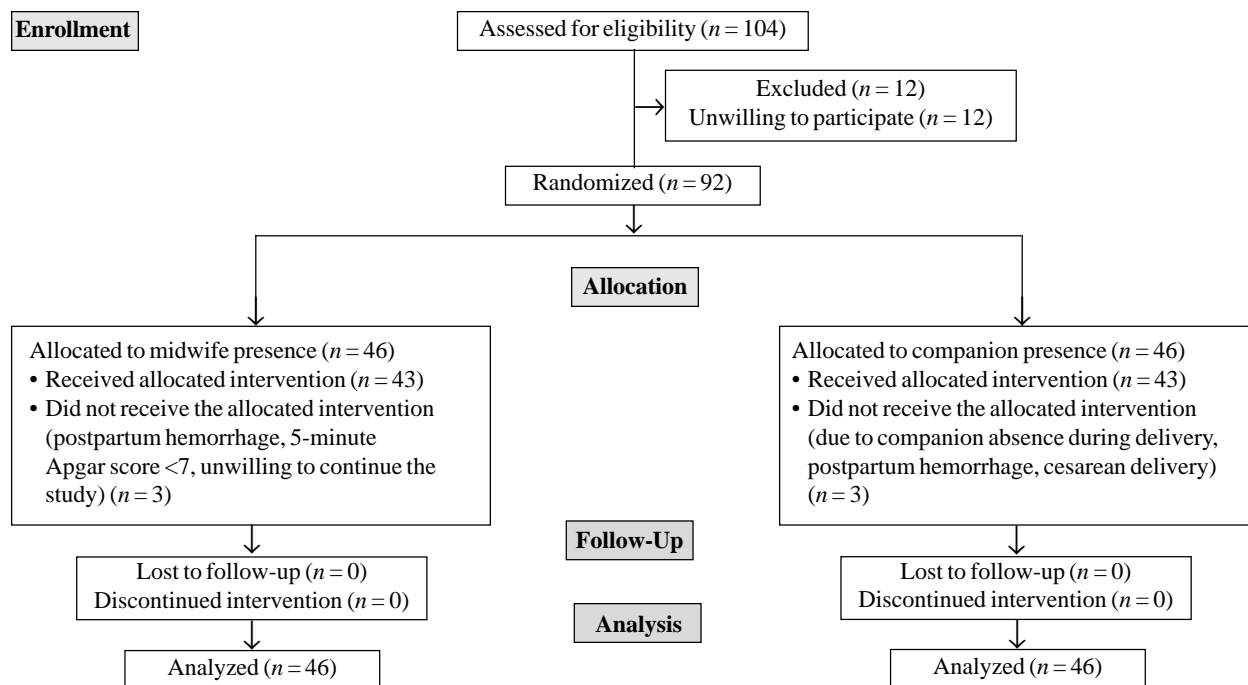 Enrollment
Assessed for eligibility (n = 104)
Excluded (n = 12)
Unwilling to participate (n = 12)
Randomized (n = 92)
Allocation
Allocated to midwife presence (n = 46)
• Received allocated intervention (n = 43)
• Did not receive the allocated intervention
(postpartum hemorrhage, 5-minute
Apgar score <7, unwilling to continue the
study) (n = 3)
Allocated to companion presence (n = 46)
• Received allocated intervention (n = 43)
• Did not receive the allocated intervention
(due to companion absence during delivery,
postpartum hemorrhage, cesarean delivery)
(n = 3)
Follow-Up
Lost to follow-up (n = 0)
Discontinued intervention (n = 0)
Lost to follow-up (n = 0)
Discontinued intervention (n = 0)
Analysis
Analyzed (n = 46)
Analyzed (n = 46)